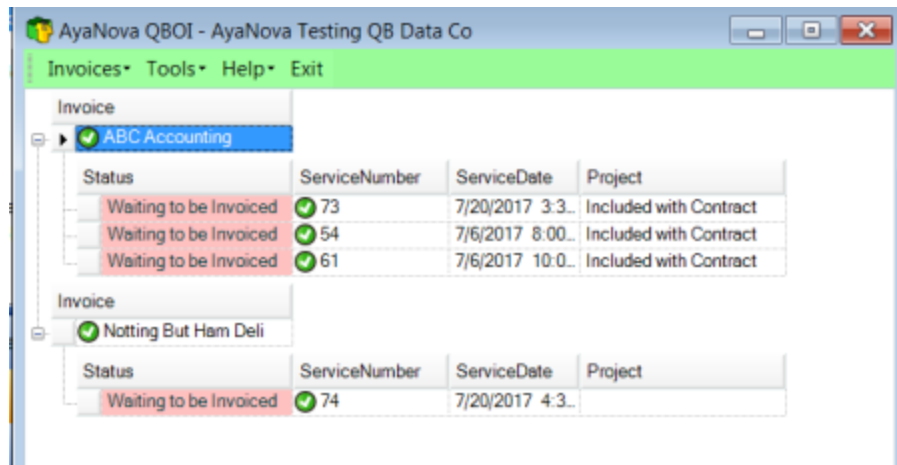 AyaNova QBOI - AyaNova Testing QB Data Co
Invoices Tools Help Exit
Invoice
ABC Accounting
Status ServiceNumber ServiceDate Project
Waiting to be Invoiced 73 7/20/2017 3:3... Included with Contract
Waiting to be Invoiced 54 7/6/2017 8:00... Included with Contract
Waiting to be Invoiced 61 7/6/2017 10:0... Included with Contract
Invoice
Notting But Ham Deli
Status ServiceNumber ServiceDate Project
Waiting to be Invoiced 74 7/20/2017 4:3...